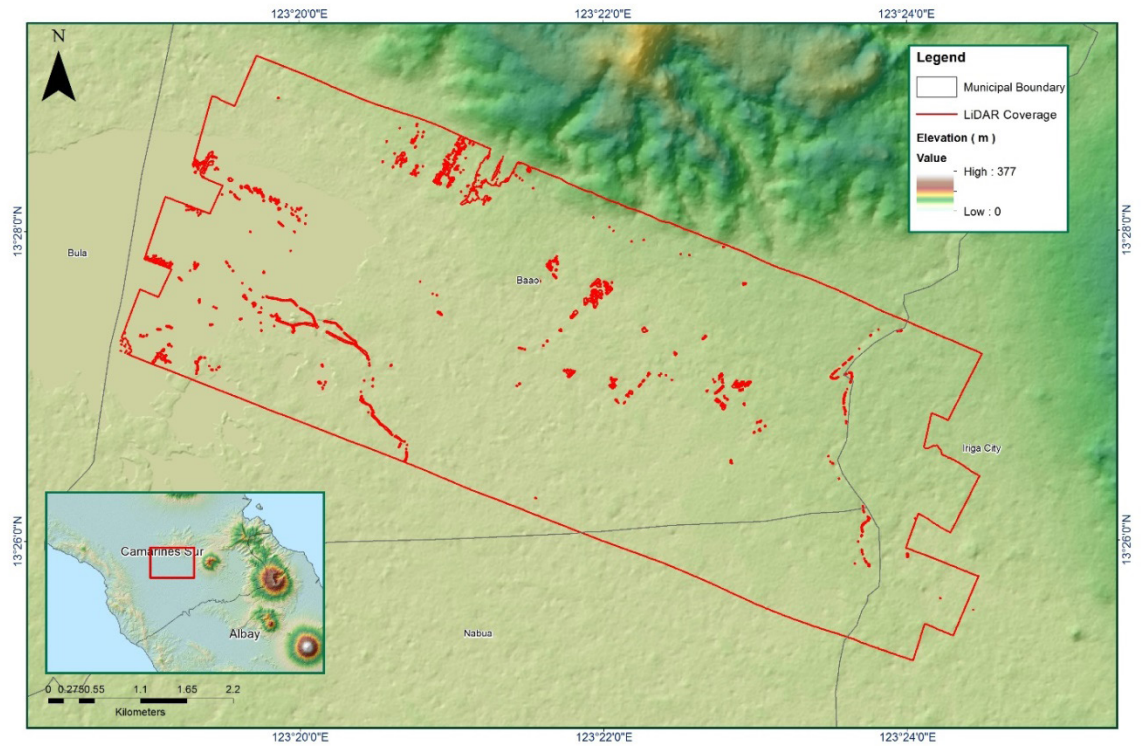 123°20'0"E 123°22'0"E 123°24'0"E
N
Legend
Municipal Boundary
LiDAR Coverage
Elevation ( m )
Value
High : 377
Low : 0
13°28'0"N 13°28'0"N
Bula
Baao
Iriga City
13°26'0"N 13°26'0"N
Camarines Sur
Albay
Nabua
0 0.275 0.55 1.1 1.65 2.2
Kilometers
123°20'0"E 123°22'0"E 123°24'0"E